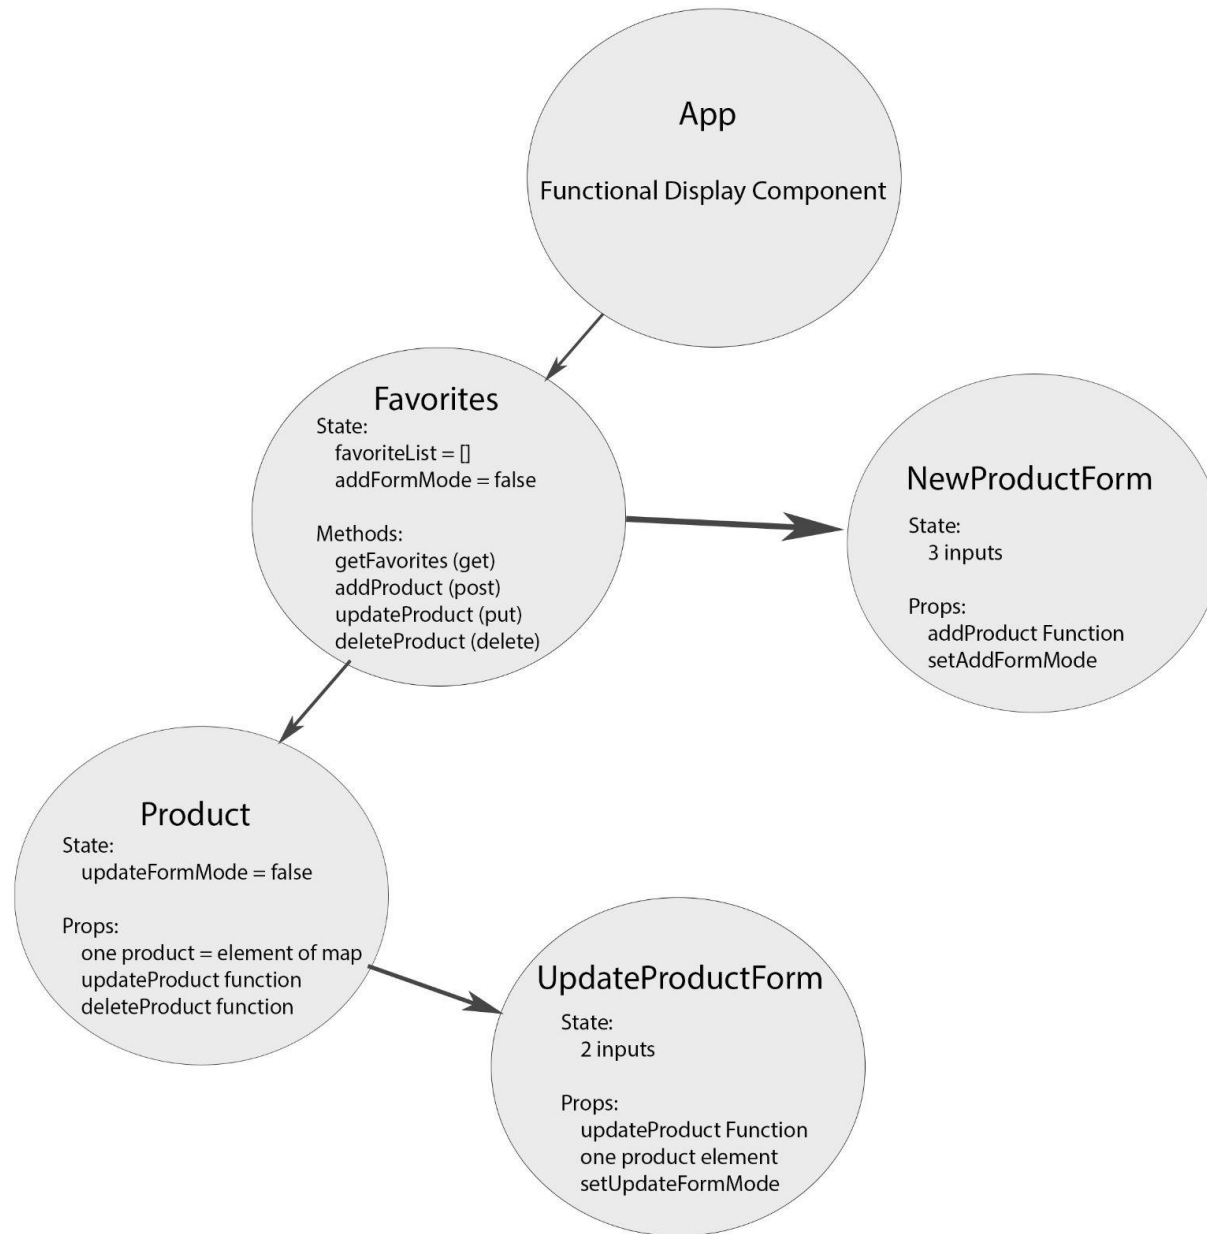 App
Functional Display Component
Favorites
State:
favoriteList = []
addFormMode = false
Methods:
getFavorites (get)
addProduct (post)
updateProduct (put)
deleteProduct (delete)
NewProductForm
State:
3 inputs
Props:
addProduct Function
setAddFormMode
Product
State:
updateFormMode = false
Props:
one product = element of map
updateProduct function
deleteProduct function
UpdateProductForm
State:
2 inputs
Props:
updateProduct Function
one product element
setUpdateFormMode